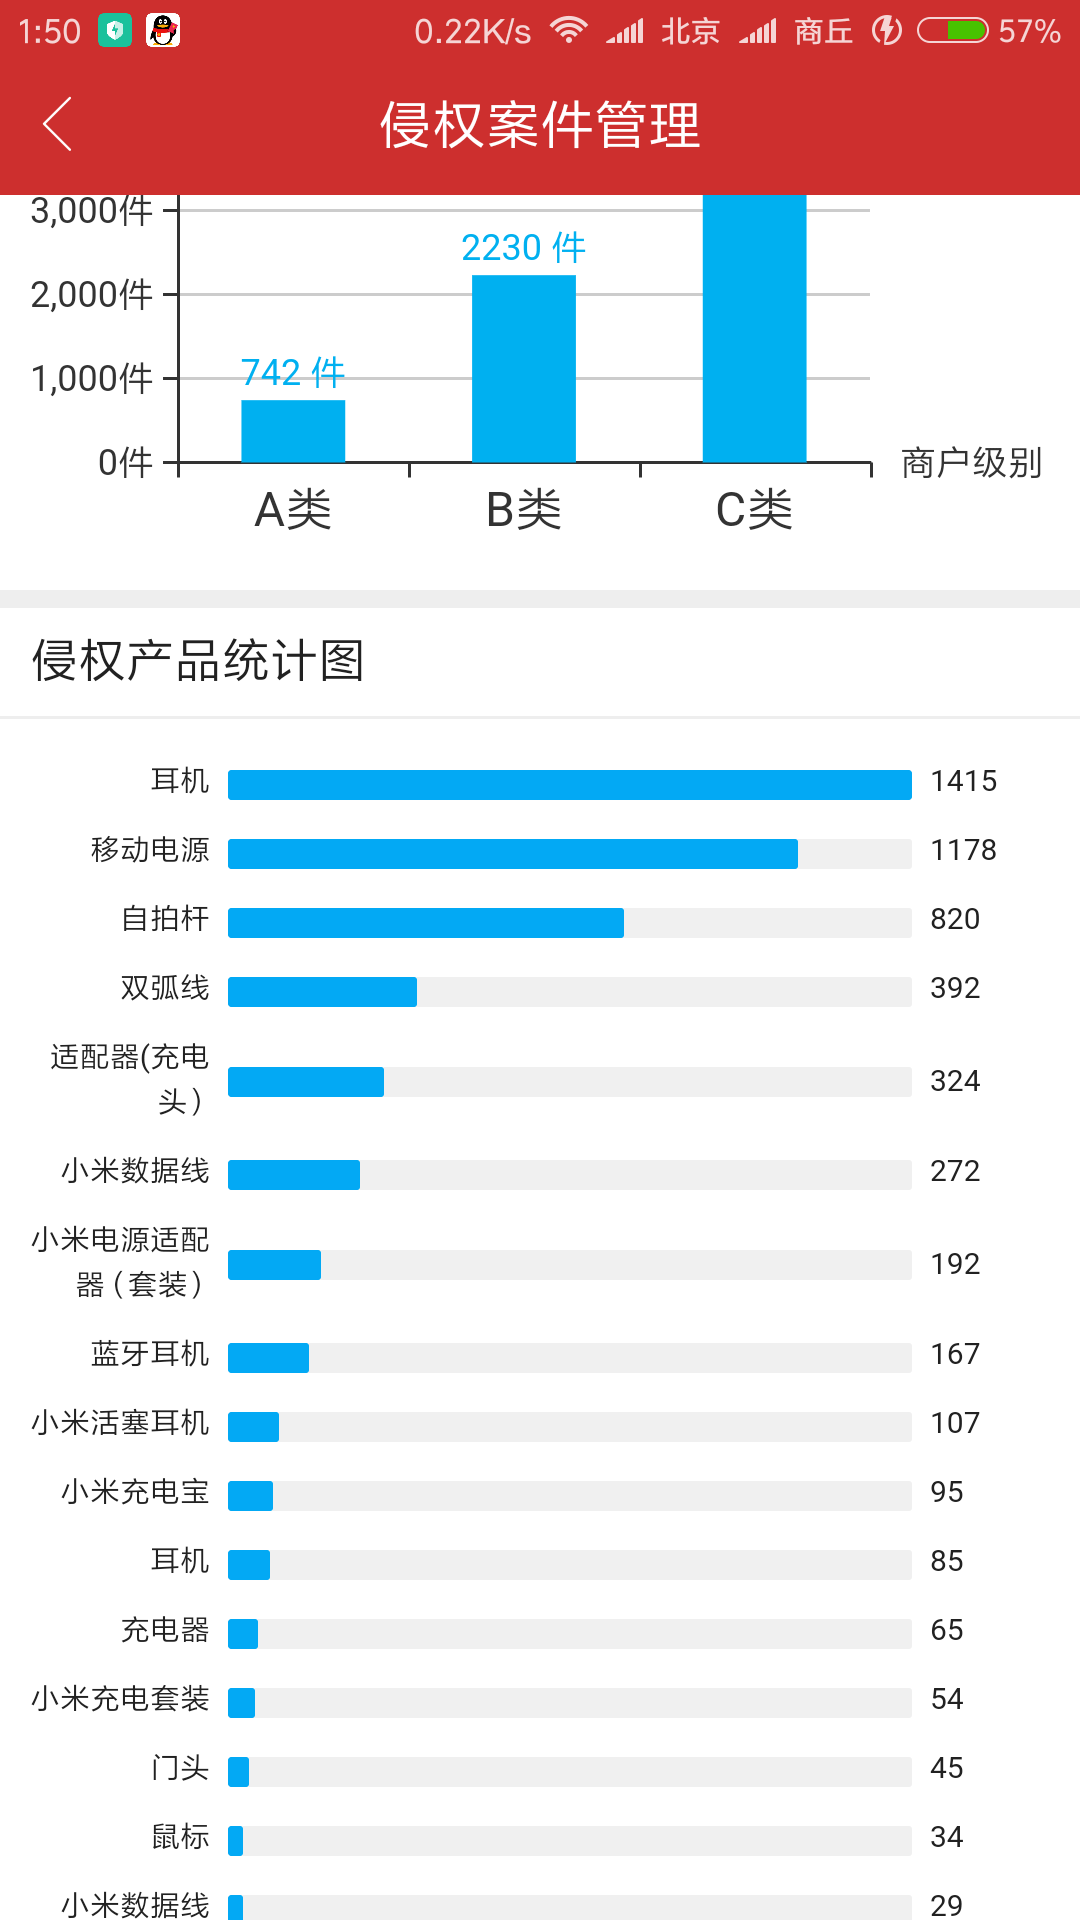 1:50 0.22K/s 北京 商丘 57%
侵权案件管理
3,000件
2230 件
2,000件
742 件
1,000件
0件 商户级别
A类 B类 C类
侵权产品统计图
耳机 1415
移动电源 1178
自拍杆 820
双弧线 392
适配器(充电
头） 324
小米数据线 272
小米电源适配
器（套装） 192
蓝牙耳机 167
小米活塞耳机 107
小米充电宝 95
耳机 85
充电器 65
小米充电套装 54
门头 45
鼠标 34
小米数据线 29